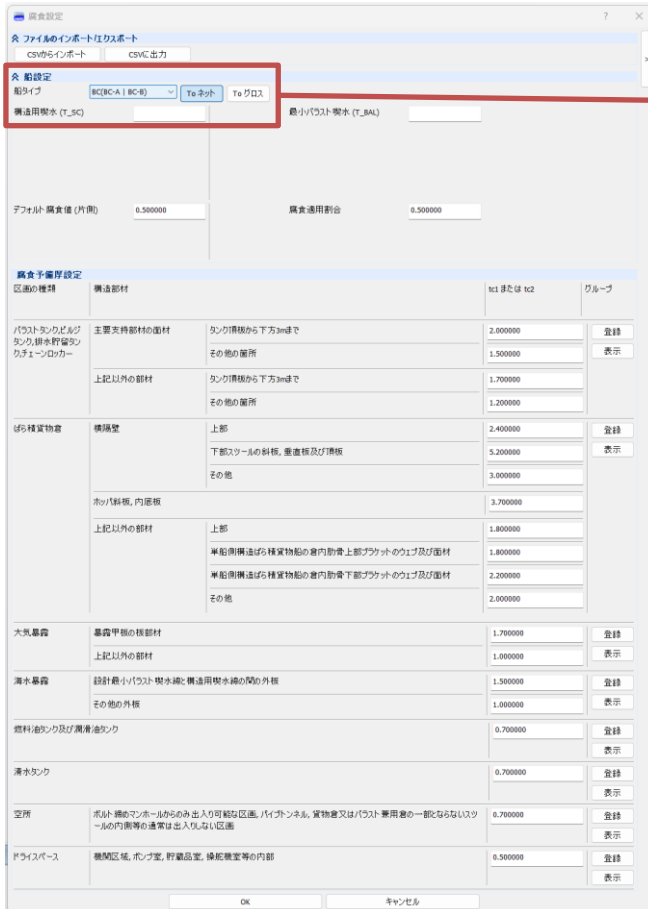 腐食設定
? ×
ファイルのインポート/エクスポート
CSVからインポート CSVに出力
船設定
船タイプ BC(BC-A | BC-B) To ネット To グロス
構造用喫水 (T_SC) 最小バラスト喫水 (T_BAL)
デフォルト腐食値 (片側) 0.500000 腐食適用割合 0.500000
腐食予備厚設定
区画の種類 構造部材 tc1 または tc2 グループ
バラストタンク,ビルジタンク,排水貯留タンク,チェーンロッカー 主要支持部材の面材 タンク頂板から下方3mまで 2.000000 登録
その他の箇所 1.500000 表示
上記以外の部材 タンク頂板から下方3mまで 1.700000
その他の箇所 1.200000
ばら積貨物倉 横隔壁 上部 2.400000 登録
下部スツールの斜板, 垂直板及び頂板 5.200000 表示
その他 3.000000
ホッパ斜板, 内底板 3.700000
上記以外の部材 上部 1.800000
単船側構造ばら積貨物船の倉内肋骨上部ブラケットのウェブ及び面材 1.800000
単船側構造ばら積貨物船の倉内肋骨下部ブラケットのウェブ及び面材 2.200000
その他 2.000000
大気暴露 暴露甲板の板部材 1.700000 登録
上記以外の部材 1.000000 表示
海水暴露 設計最小バラスト喫水線と構造用喫水線の間の外板 1.500000 登録
その他の外板 1.000000 表示
燃料油タンク及び潤滑油タンク 0.700000 登録
表示
清水タンク 0.700000 登録
表示
空所 ボルト締めマンホールからのみ出入り可能な区画, パイプトンネル, 貨物倉又はバラスト兼用倉の一部とならないスツ 0.700000 登録
ールの内側等の通常は出入りしない区画 表示
ドライスペース 機関区域, ポンプ室, 貯蔵品室, 操舵機室等の内部 0.500000 登録
表示
OK キャンセル